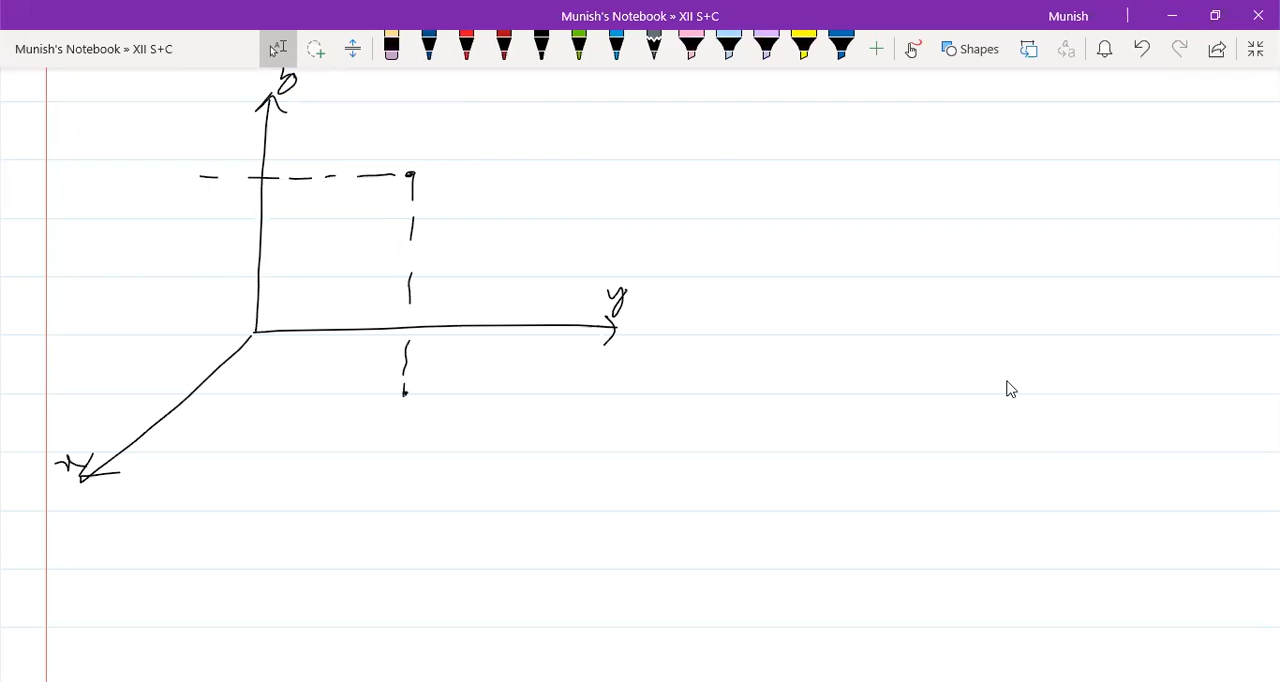 Munish's Notebook » XII S+C
Munish
Munish's Notebook » XII S+C
Shapes
y
x